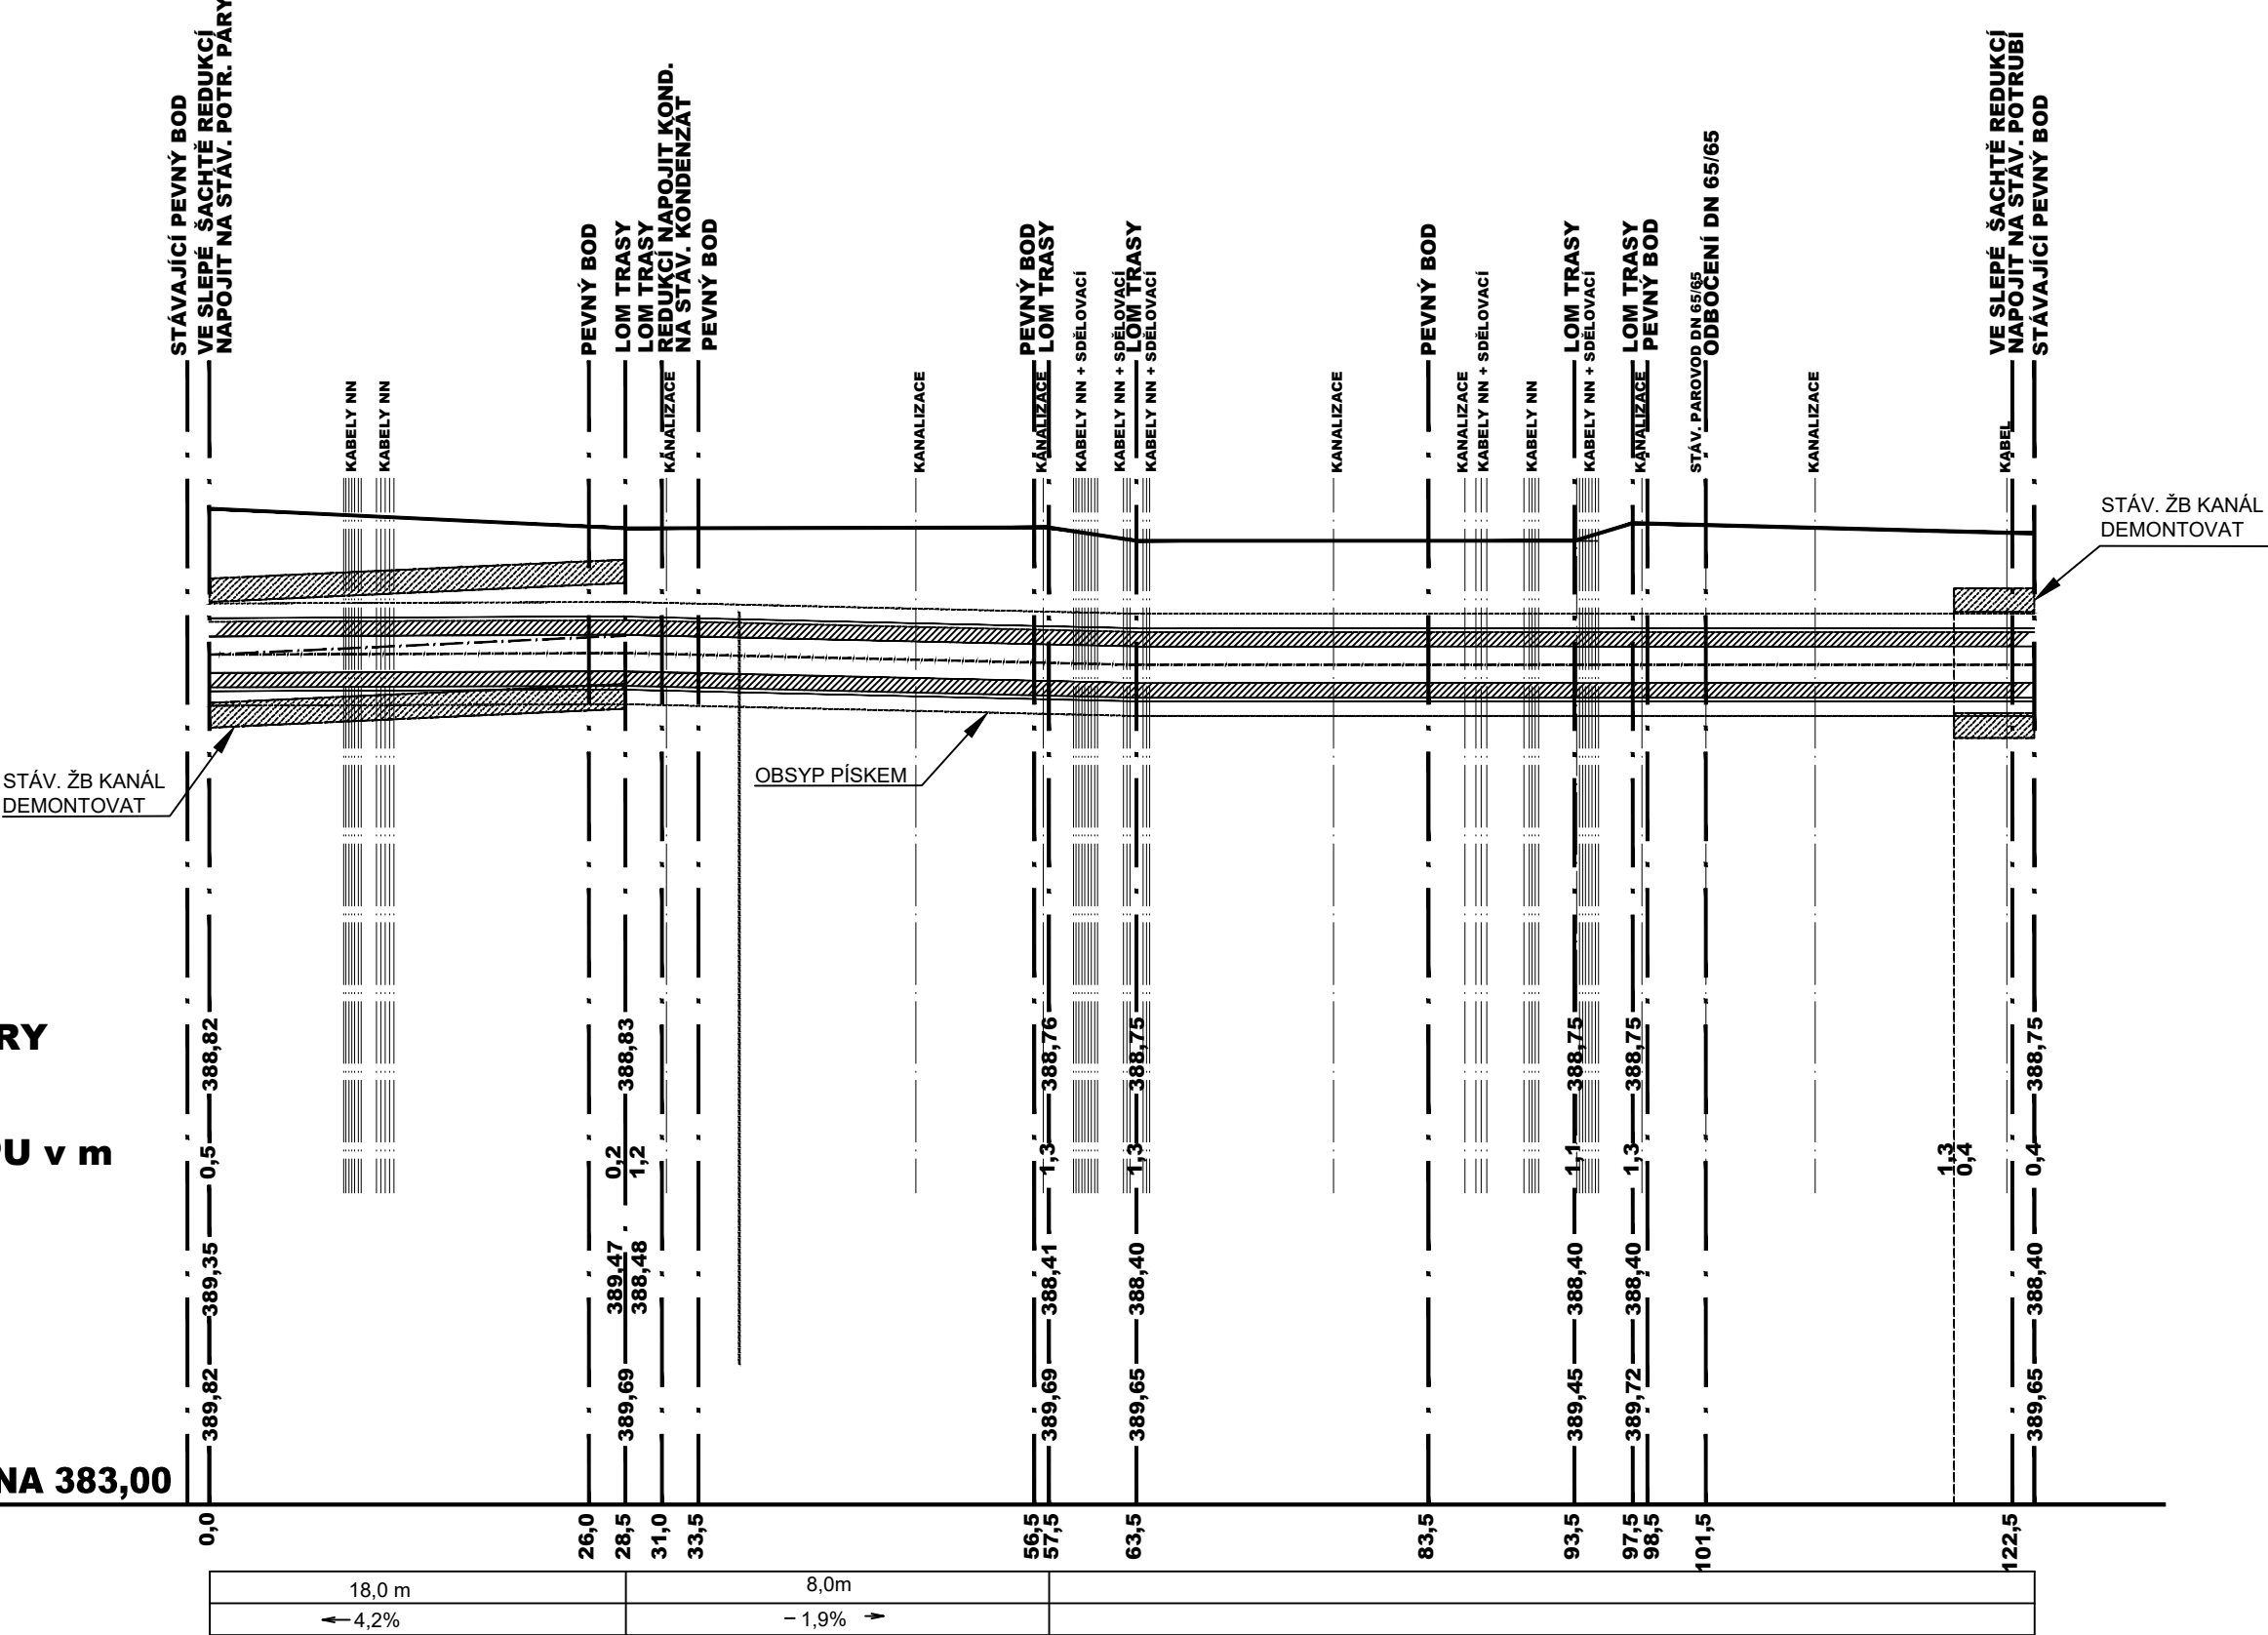 STÁVAJÍCÍ PEVNÝ BOD
VE SLEPÉ ŠACHTĚ REDUKCÍ
NAPOJIT NA STÁV. POTR. PÁRY
PEVNÝ BOD
LOM TRASY
LOM TRASY
REDUKCÍ NAPOJIT KOND.
NA STÁV. KONDENZÁT
PEVNÝ BOD
PEVNÝ BOD
LOM TRASY
LOM TRASY
PEVNÝ BOD
LOM TRASY
LOM TRASY
PEVNÝ BOD
STÁV. PAROVOD DN 65/65
ODBOČENÍ DN 65/65
VE SLEPÉ ŠACHTĚ REDUKCÍ
NAPOJIT NA STÁV. POTRUBÍ
STÁVAJÍCÍ PEVNÝ BOD
KABELY NN
KABELY NN
KANALIZACE
KANALIZACE
KANALIZACE
KABELY NN + SDĚLOVACÍ
KABELY NN + SDĚLOVACÍ
KABELY NN + SDĚLOVACÍ
KANALIZACE
KANALIZACE
KABELY NN + SDĚLOVACÍ
KABELY NN
KABELY NN + SDĚLOVACÍ
KANALIZACE
KANALIZACE
KABEL
STÁV. ŽB KANÁL
DEMONTOVAT
STÁV. ŽB KANÁL
DEMONTOVAT
OBSYP PÍSKEM
RY
388,82
388,83
388,76
388,75
388,75
388,75
388,75
PU v m
0,5
0,2
1,2
1,3
1,3
1,1
1,3
1,3
0,4
0,4
389,35
389,47
388,48
388,41
388,40
388,40
388,40
388,40
389,82
389,69
389,69
389,65
389,45
389,72
389,65
NA 383,00
0,0
26,0
28,5
31,0
33,5
56,5
57,5
63,5
83,5
93,5
97,5
98,5
101,5
122,5
18,0 m
8,0m
4,2%
– 1,9%